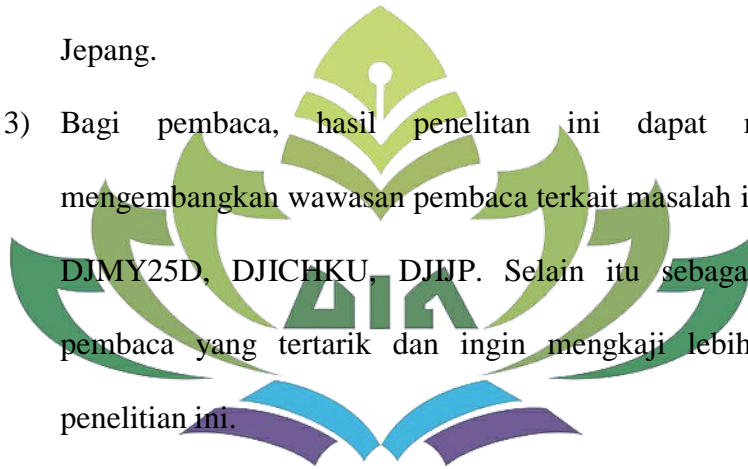 Jepang.
3) Bagi pembaca, hasil penelitan ini dapat
mengembangkan wawasan pembaca terkait masalah
DJMY25D, DJICHKU, DJIJP. Selain itu
pembaca yang tertarik dan ingin mengkaji lebih
penelitian ini.